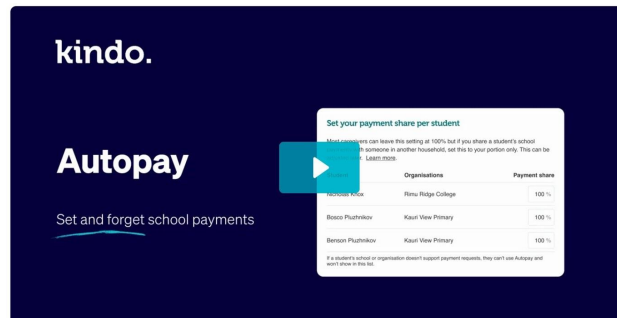 kindo.
Autopay
Set and forget school payments
Set your payment share per student
Most caregivers can leave this setting at 100% but if you share a student's school
with someone in another household, set this to your portion only. This can be
Learn more.
Organisations Payment share
Nicholas Knox Rimu Ridge College 100 %
Bosco Pluzhnikov Kauri View Primary 100 %
Benson Pluzhnikov Kauri View Primary 100 %
If a student's school or organisation doesn't support payment requests, they can't use Autopay and
won't show in this list.